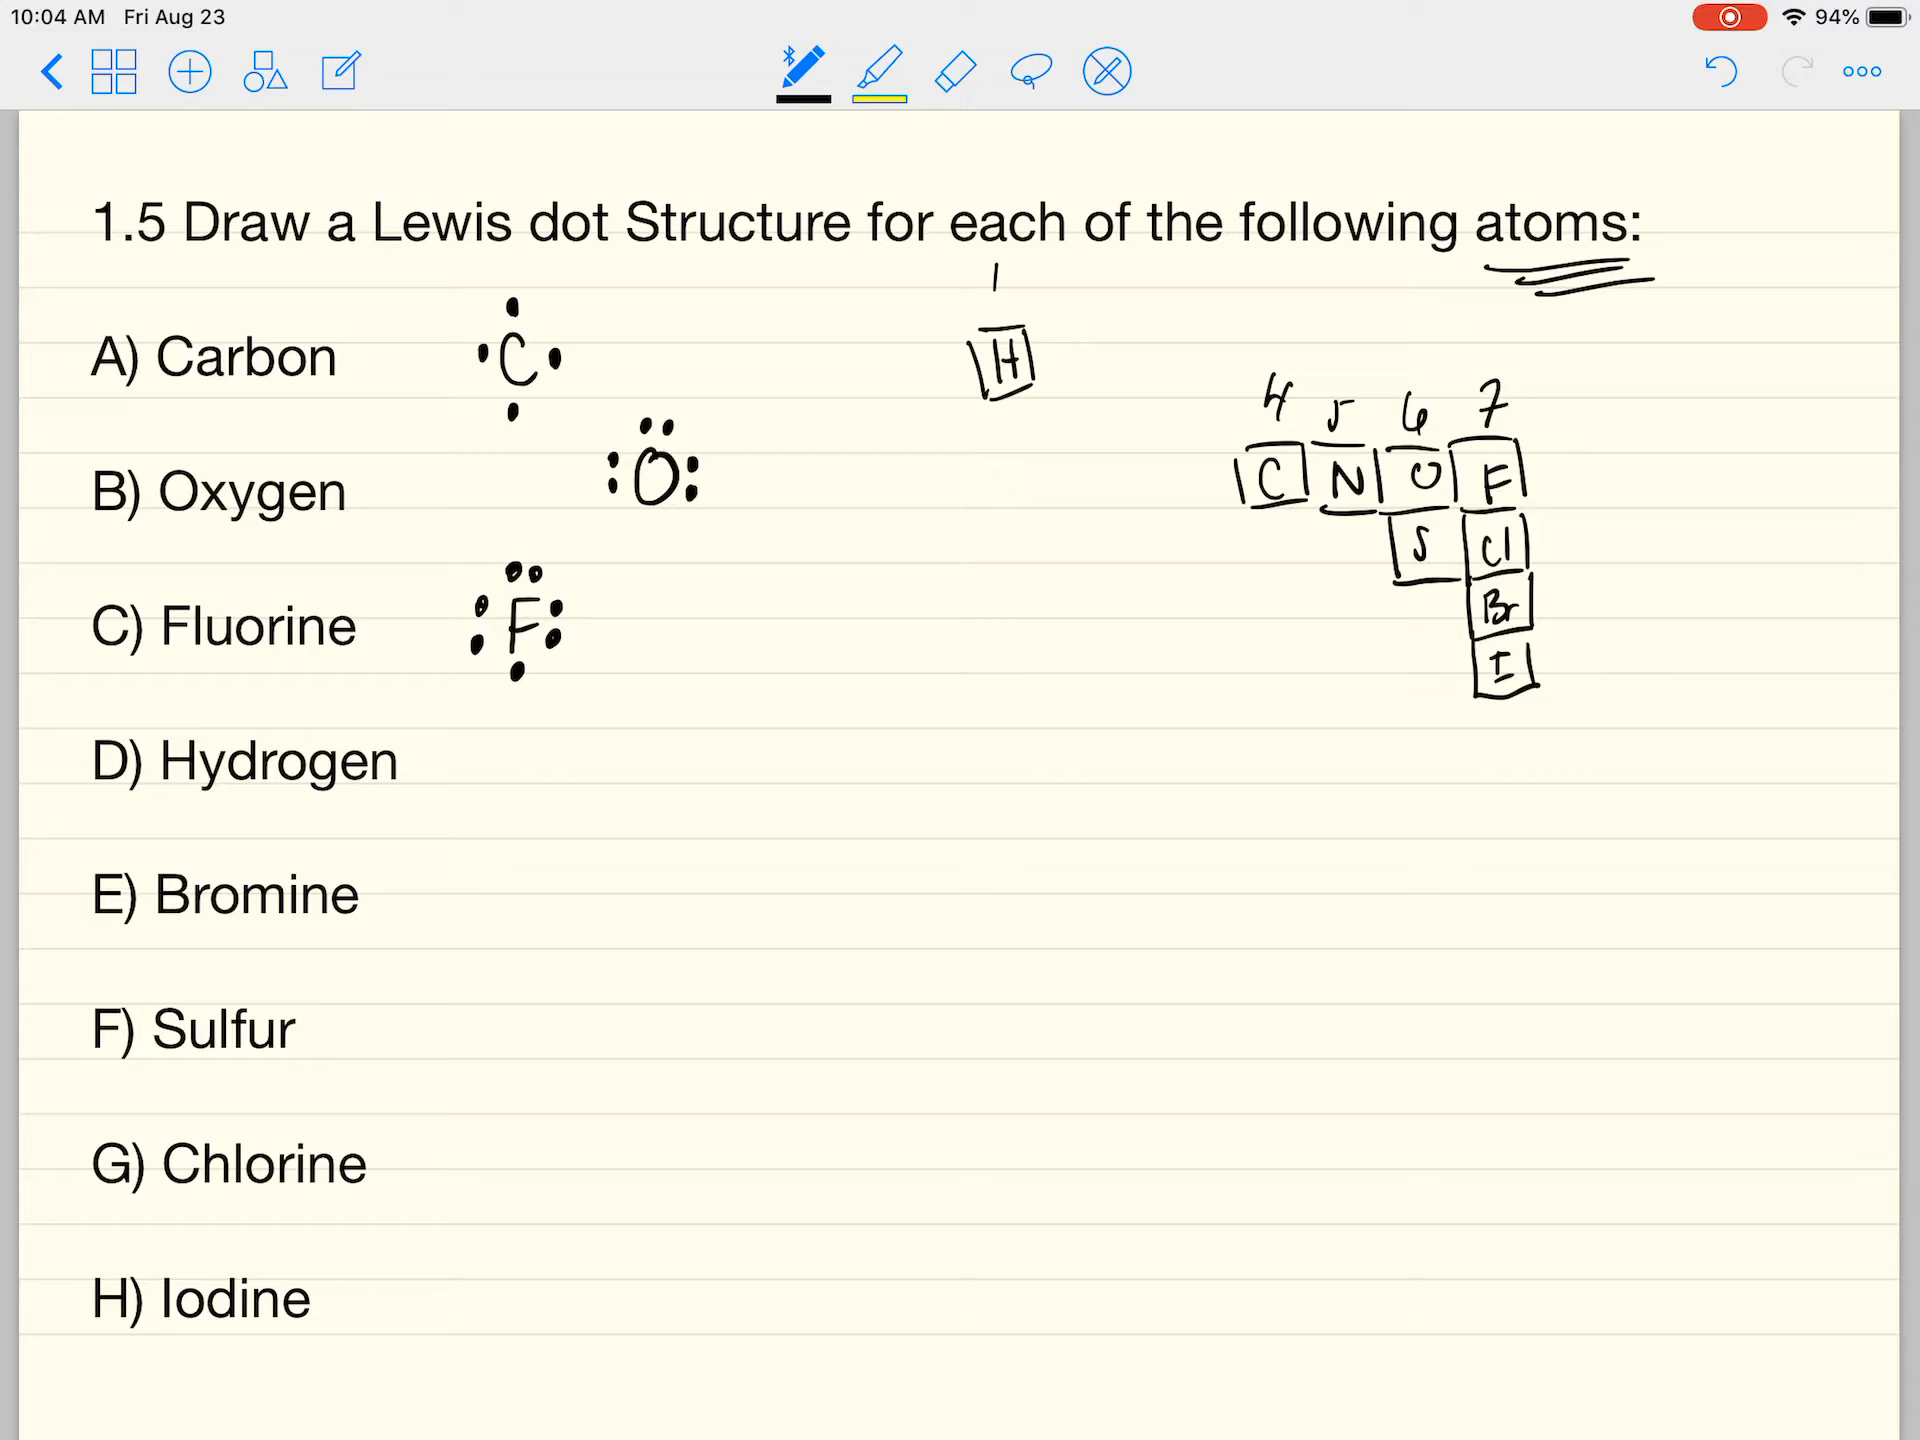 10:04 AM Fri Aug 23 94%
1.5 Draw a Lewis dot Structure for each of the following atoms:
1
A) Carbon C H
4 5 6 7
B) Oxygen O C N O F
S Cl
C) Fluorine F Br
I
D) Hydrogen
E) Bromine
F) Sulfur
G) Chlorine
H) Iodine